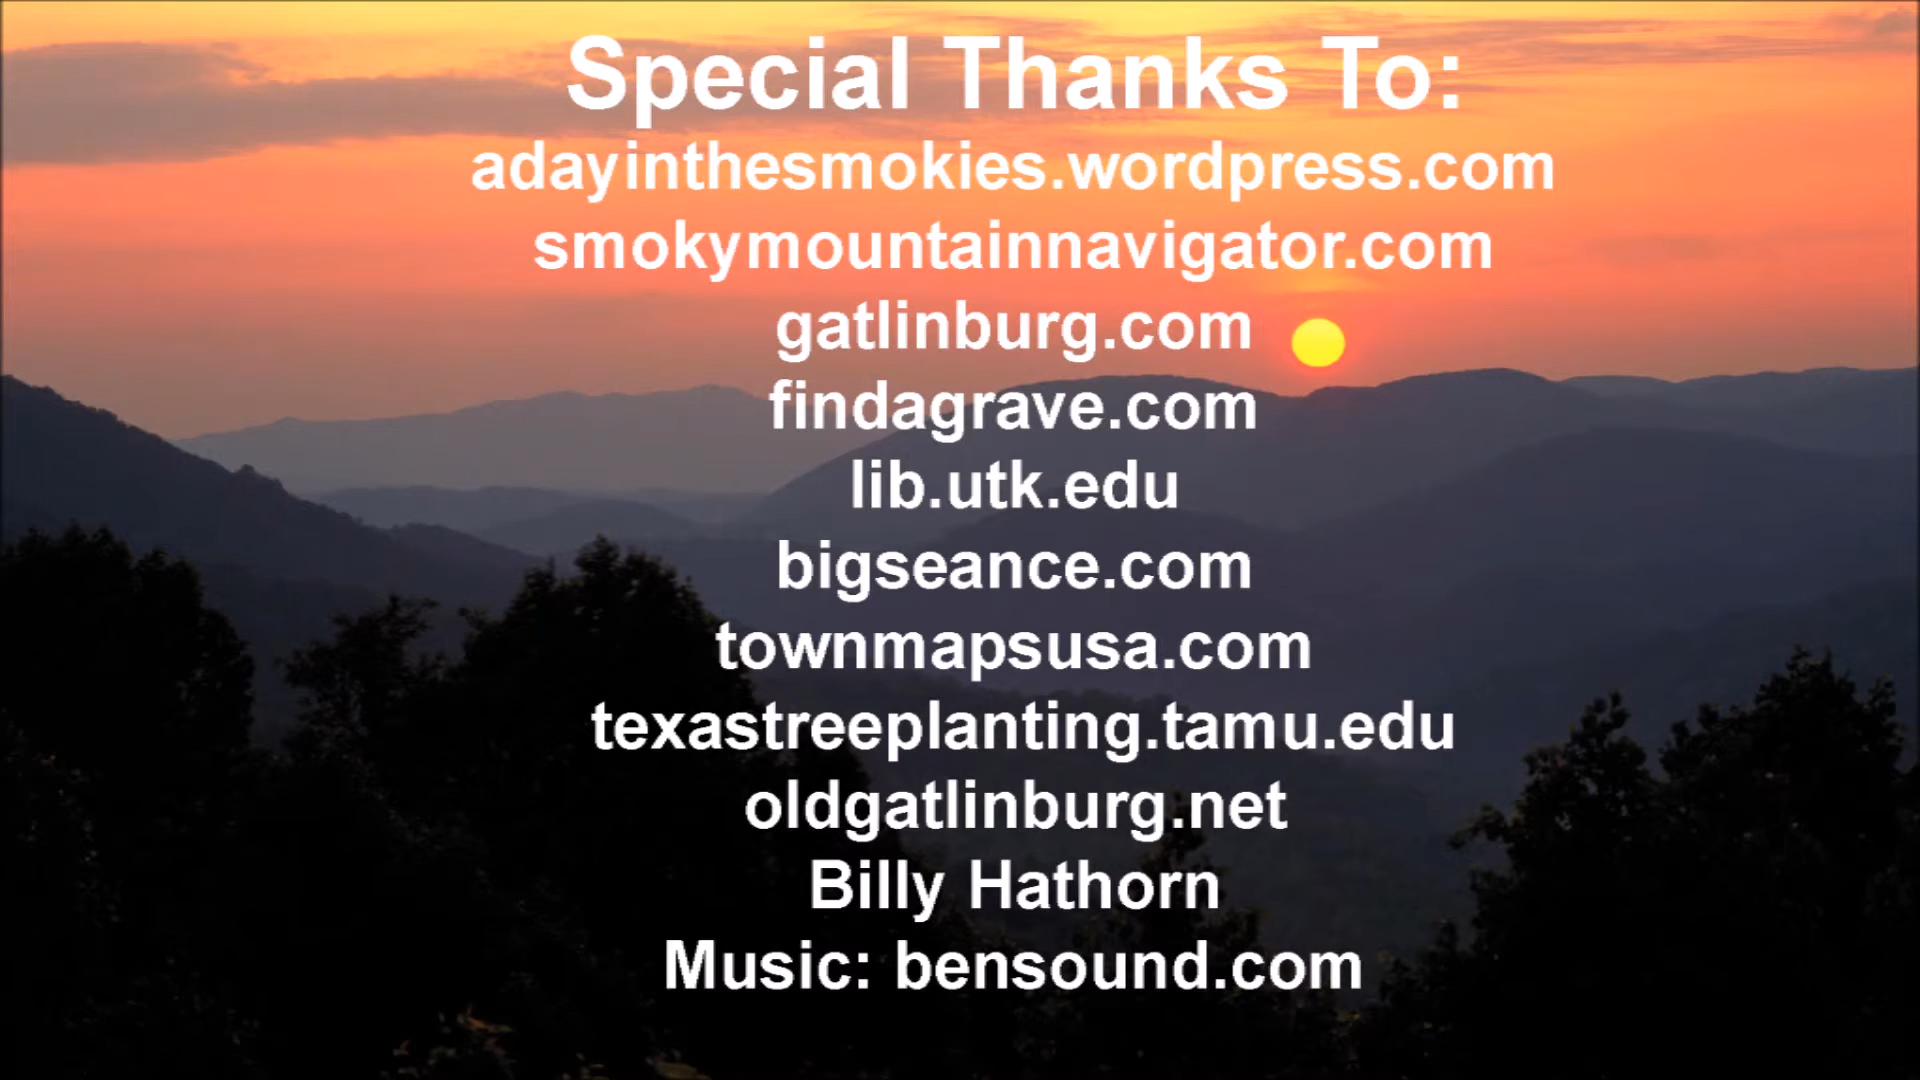 Special Thanks To:
adayinthesmokies.wordpress.com
smokymountainnavigator.com
gatlinburg.com
findagrave.com
lib.utk.edu
bigseance.com
townmapsusa.com
texastreeplanting.tamu.edu
oldgatlinburg.net
Billy Hathorn
Music: bensound.com